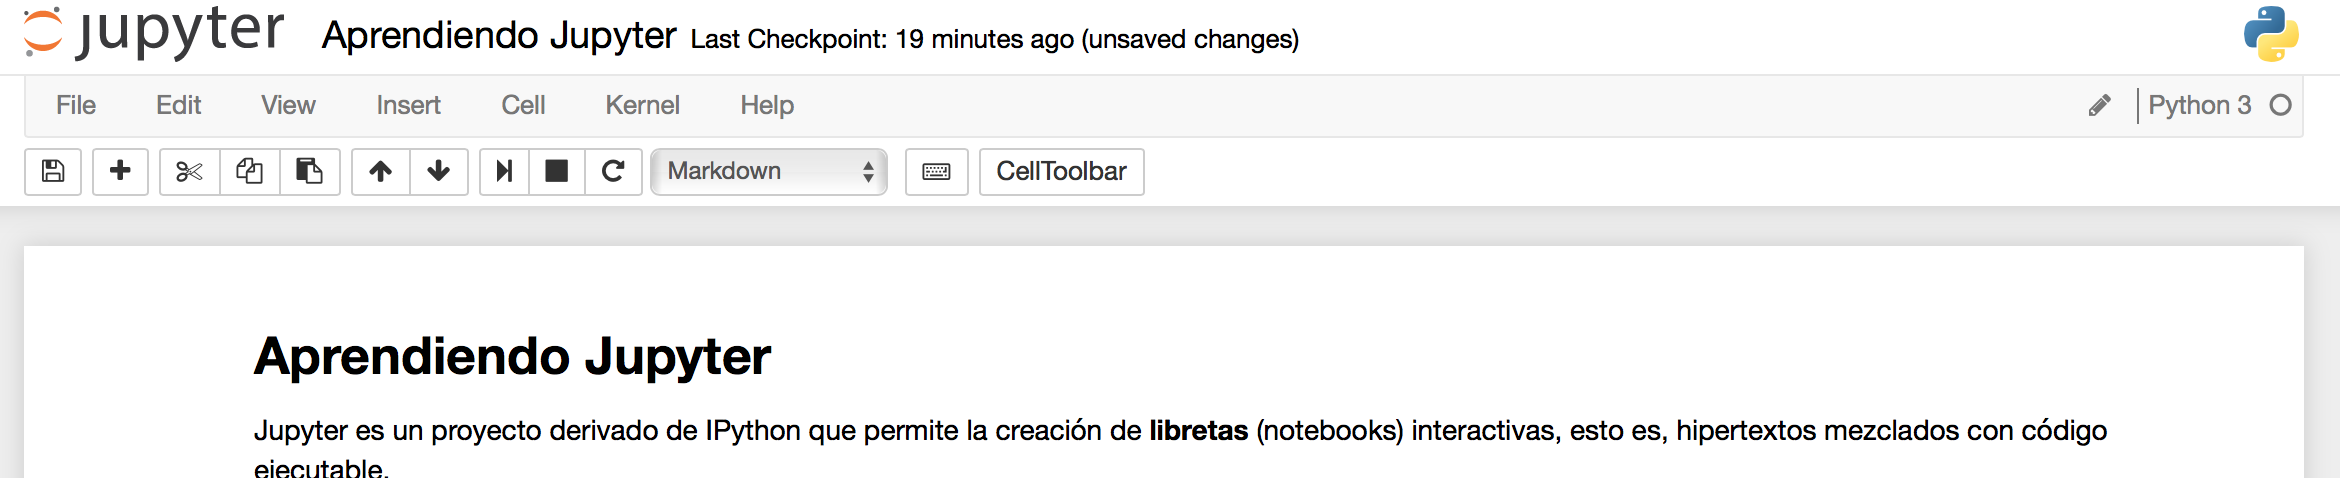 jupyter Aprendiendo Jupyter Last Checkpoint: 19 minutes ago (unsaved changes)
File Edit View Insert Cell Kernel Help Python 3
Markdown CellToolbar
Aprendiendo Jupyter
Jupyter es un proyecto derivado de IPython que permite la creación de libretas (notebooks) interactivas, esto es, hipertextos mezclados con código
ejecutable.